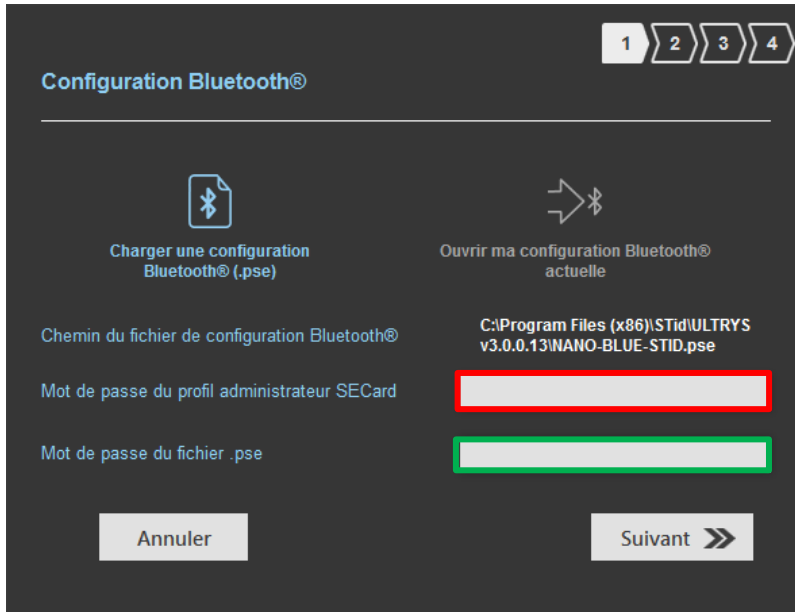 1 2 3 4
Configuration Bluetooth®
Charger une configuration
Bluetooth® (.pse)
Ouvrir ma configuration Bluetooth®
actuelle
Chemin du fichier de configuration Bluetooth®
C:\Program Files (x86)\STid\ULTRYS
v3.0.0.13\NANO-BLUE-STID.pse
Mot de passe du profil administrateur SECard
Mot de passe du fichier .pse
Annuler
Suivant